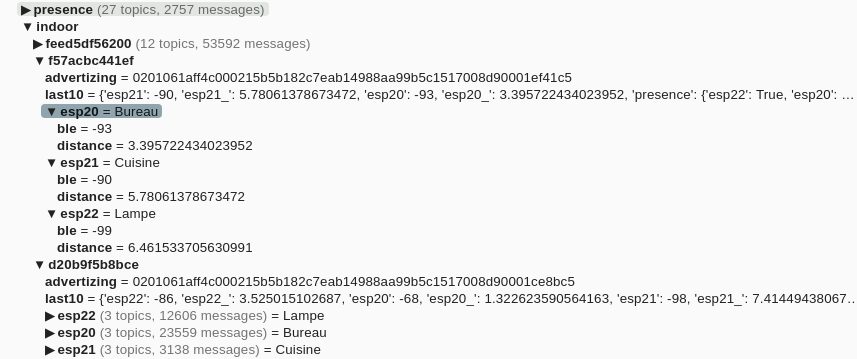 ▶ presence (27 topics, 2757 messages)
▼ indoor
▶ feed5df56200 (12 topics, 53592 messages)
▼ f57acbc441ef
advertizing = 0201061aff4c000215b5b182c7eab14988aa99b5c1517008d90001ef41c5
last10 = {'esp21': -90, 'esp21_': 5.78061378673472, 'esp20': -93, 'esp20_': 3.395722434023952, 'presence': {'esp22': True, 'esp20': …
▼ esp20 = Bureau
ble = -93
distance = 3.395722434023952
▼ esp21 = Cuisine
ble = -90
distance = 5.78061378673472
▼ esp22 = Lampe
ble = -99
distance = 6.461533705630991
▼ d20b9f5b8bce
advertizing = 0201061aff4c000215b5b182c7eab14988aa99b5c1517008d90001ce8bc5
last10 = {'esp22': -86, 'esp22_': 3.525015102687, 'esp20': -68, 'esp20_': 1.322623590564163, 'esp21': -98, 'esp21_': 7.41449438067…
▶ esp22 (3 topics, 12606 messages) = Lampe
▶ esp20 (3 topics, 23559 messages) = Bureau
▶ esp21 (3 topics, 3138 messages) = Cuisine